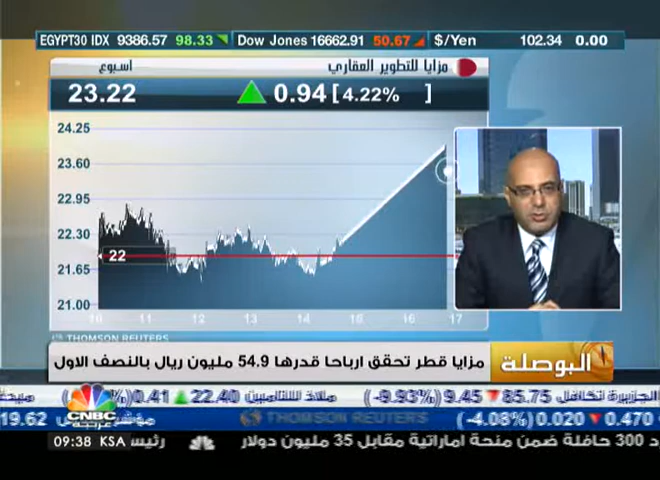 EGYPT30 IDX 9386.57 98.33 Dow Jones 16662.91 50.67 $/Yen 102.34 0.00
مزايا للتطوير العقاري اسبوع
23.22 0.94 [4.22% ]
24.25
23.60
22.95
22.30
22
21.65
21.00
10 11 12 13 14 15 16 17
THOMSON REUTERS
البوصلة
مزايا قطر تحقق ارباحا قدرها 54.9 مليون ريال بالنصف الاول
الجزيرة تكافل 85.75 9.45 (-9.93%) ملاذ للتامين 22.40 0.41
0.470 0.020 (-4.08%) THOMSON REUTERS 19.62
CNBC عربية
300 حافلة ضمن منحة اماراتية مقابل 35 مليون دولار
09:38 KSA